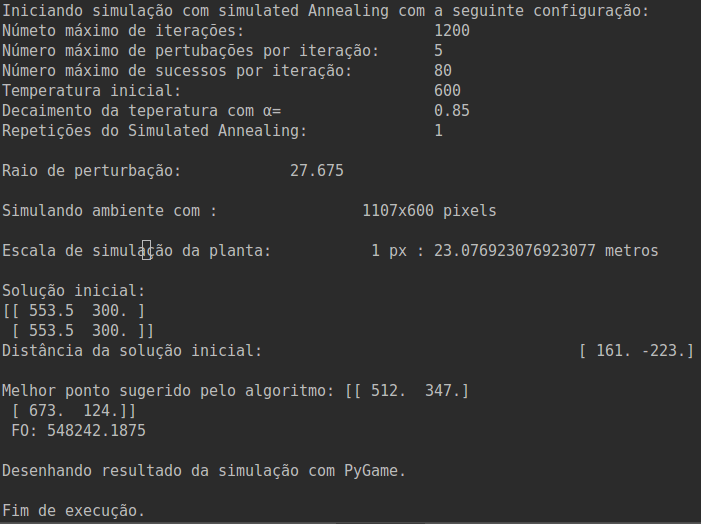 Iniciando simulação com simulated Annealing com a seguinte configuração:
Númeto máximo de iterações: 1200
Número máximo de pertubações por iteração: 5
Número máximo de sucessos por iteração: 80
Temperatura inicial: 600
Decaimento da teperatura com α= 0.85
Repetições do Simulated Annealing: 1
Raio de perturbação: 27.675
Simulando ambiente com : 1107x600 pixels
Escala de simulação da planta: 1 px : 23.076923076923077 metros
Solução inicial:
[[ 553.5 300. ]
[ 553.5 300. ]]
Distância da solução inicial: [ 161. -223.]
Melhor ponto sugerido pelo algoritmo: [[ 512. 347.]
[ 673. 124.]]
FO: 548242.1875
Desenhando resultado da simulação com PyGame.
Fim de execução.